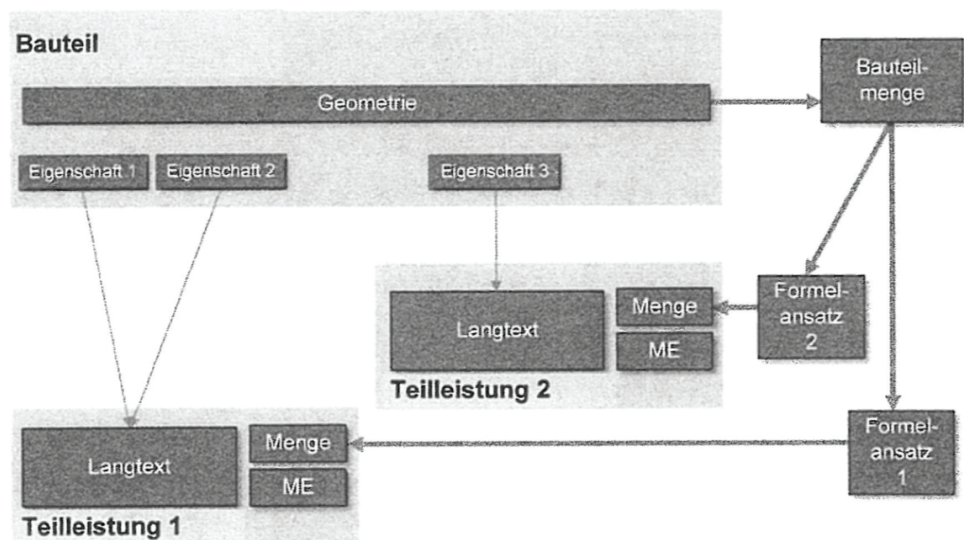 Bauteil
Bauteil-
menge
Geometrie
Eigenschaft 1
Eigenschaft 2
Eigenschaft 3
Langtext
Menge
ME
Teilleistung 2
Formel-
ansatz
2
Langtext
Menge
ME
Teilleistung 1
Formel-
ansatz
1